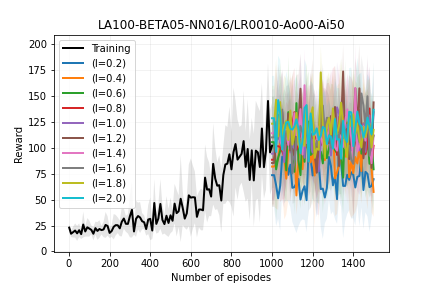 LA100-BETA05-NN016/LR0010-Ao00-Ai50
Reward
200
175
150
125
100
75
50
25
0
Training
(l=0.2)
(l=0.4)
(l=0.6)
(l=0.8)
(l=1.0)
(l=1.2)
(l=1.4)
(l=1.6)
(l=1.8)
(l=2.0)
0 200 400 600 800 1000 1200 1400
Number of episodes